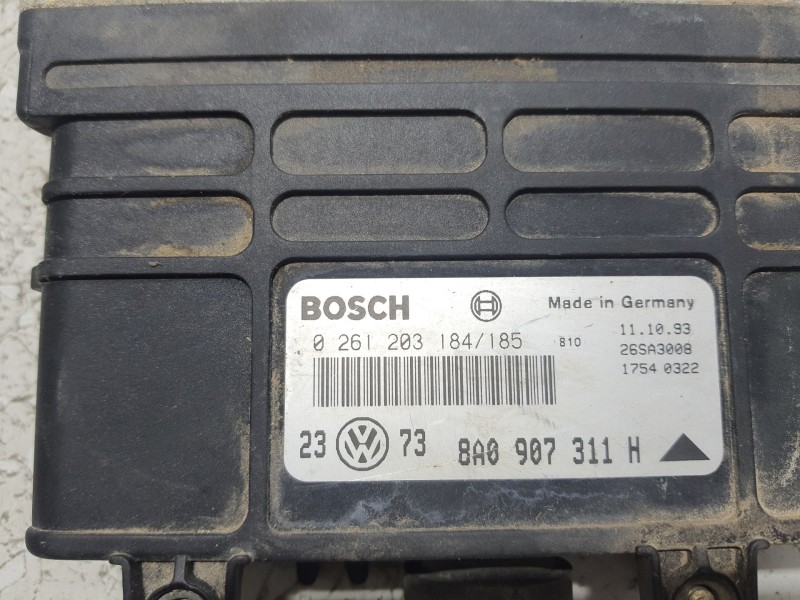 BOSCH Made in Germany
0 261 203 184/185 810 11.10.93
26SA3008
1754 0322
23 VW 73 8A0 907 311 H